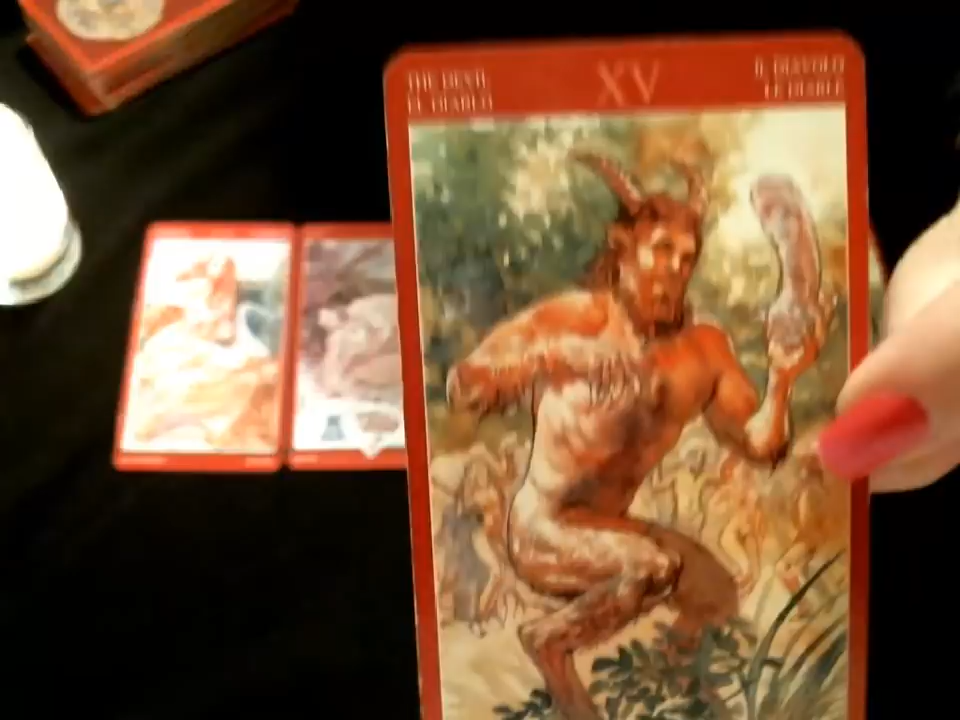 THE DEVIL
EL DIABLO
XV
IL DIAVOLO
LE DIABLE